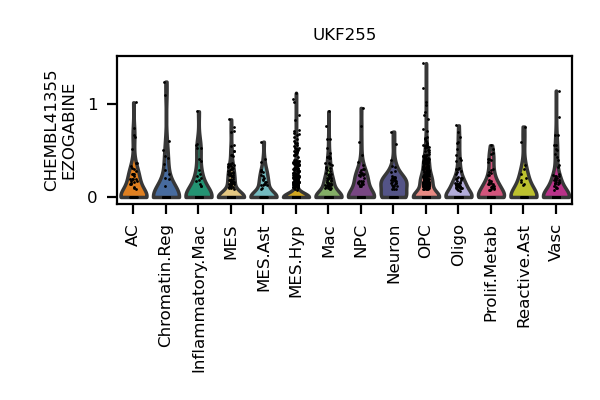 UKF255
CHEMBL41355
EZOGABINE
1
0
AC
Chromatin.Reg
Inflammatory.Mac
MES
MES.Ast
MES.Hyp
Mac
NPC
Neuron
OPC
Oligo
Prolif.Metab
Reactive.Ast
Vasc